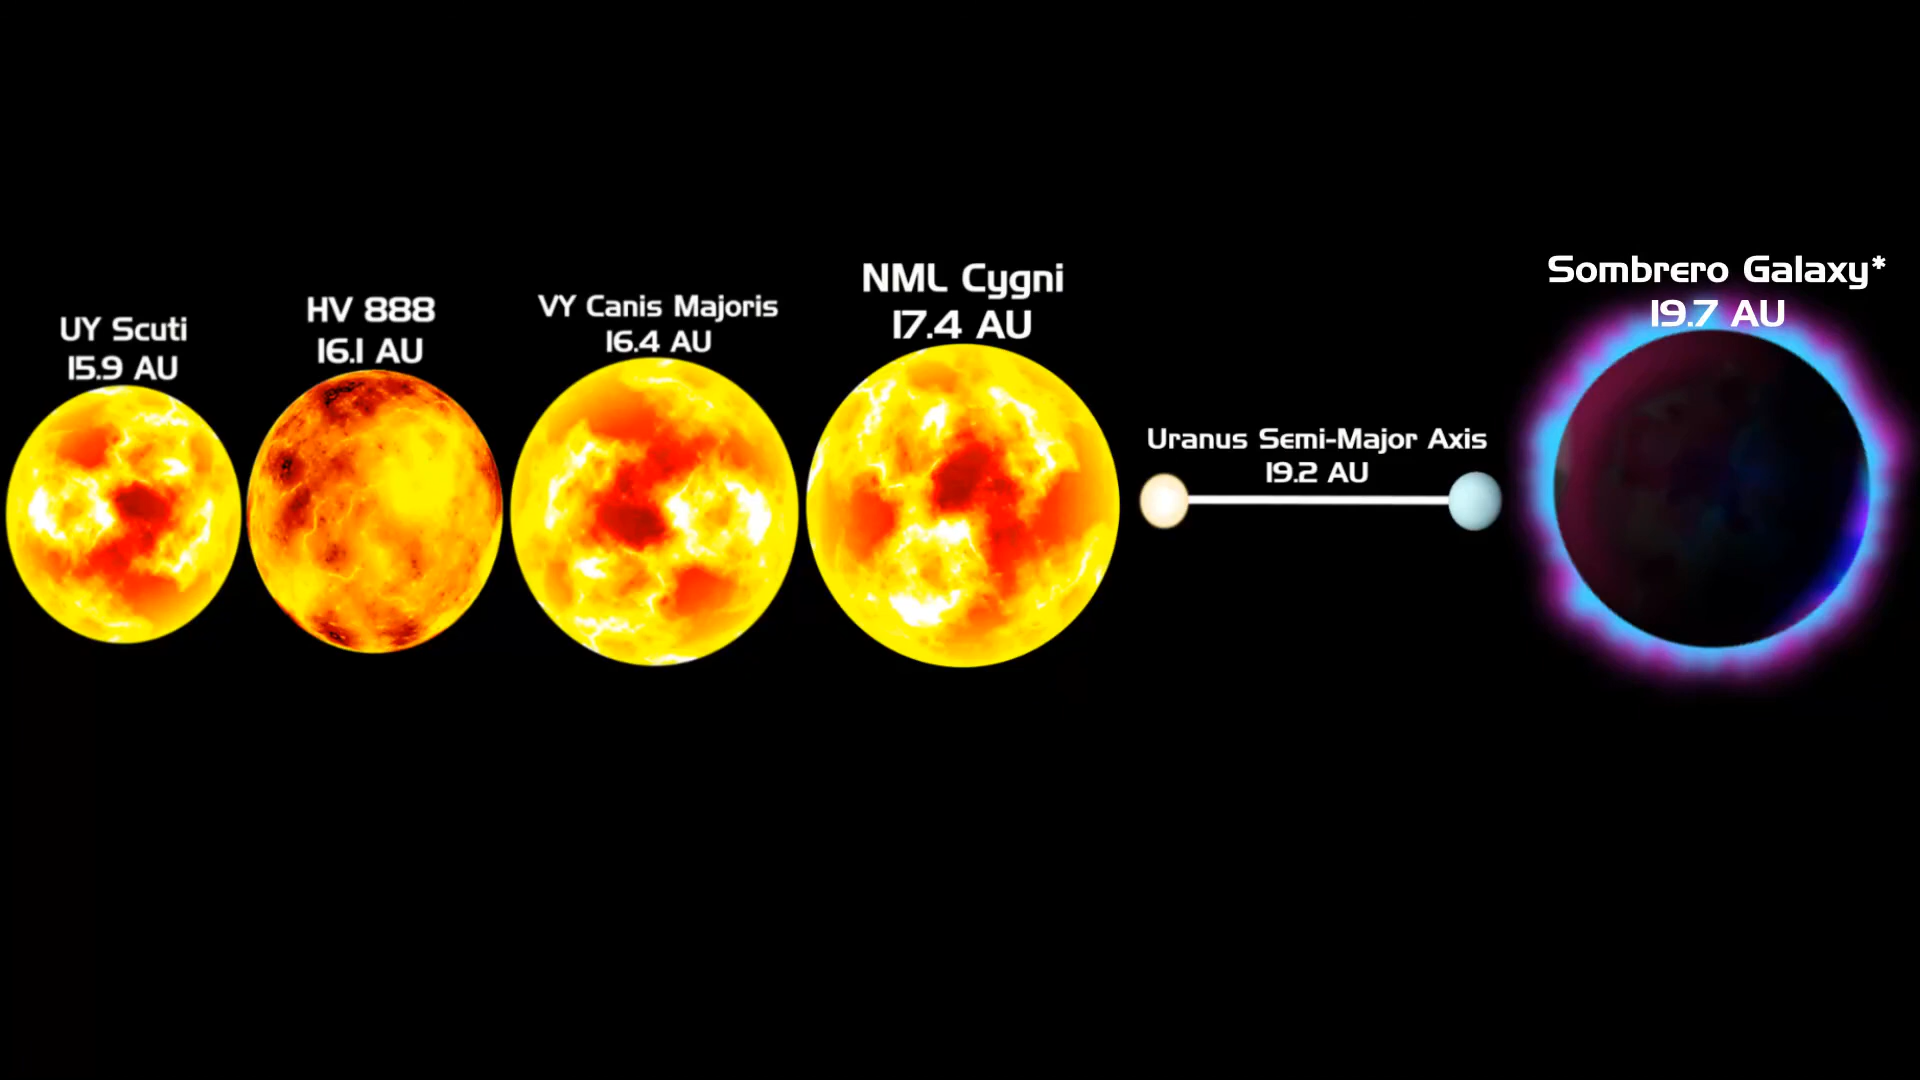 UY Scuti
15.9 AU
HV 888
16.1 AU
VY Canis Majoris
16.4 AU
NML Cygni
17.4 AU
Uranus Semi-Major Axis
19.2 AU
Sombrero Galaxy*
19.7 AU